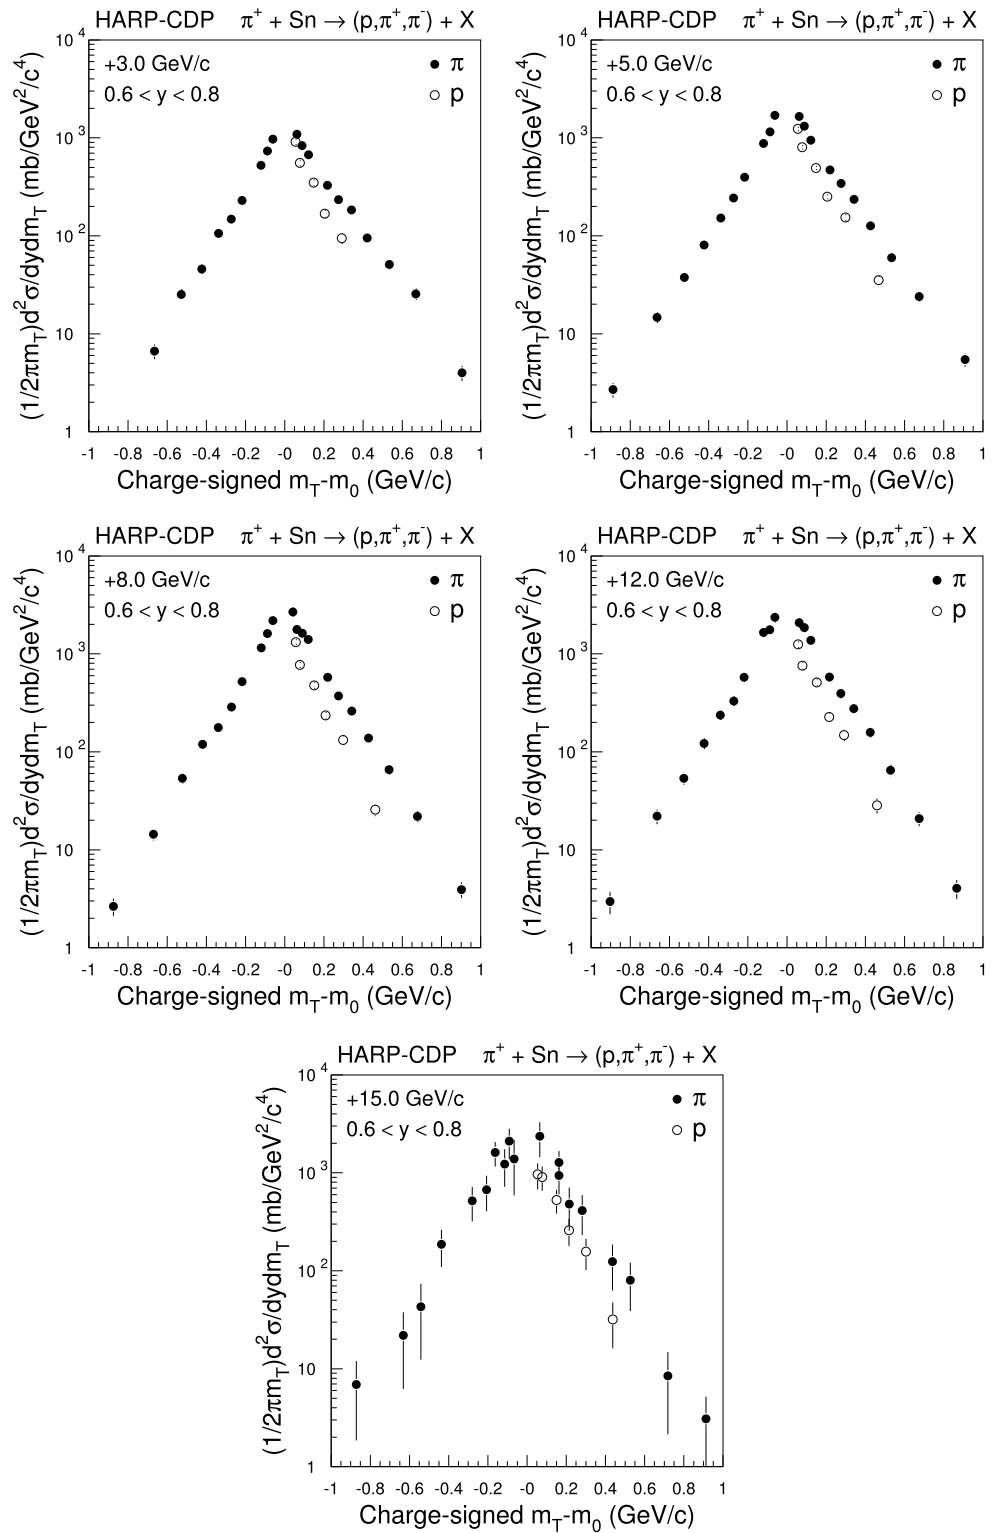 HARP-CDP π⁺ + Sn → (p,π⁺,π⁻) + X
10⁴
+3.0 GeV/c
● π
0.6 < y < 0.8
○ p
10³
10²
10
1
(1/2πm_T)d²σ/dydm_T (mb/GeV²/c⁴)
-1 -0.8 -0.6 -0.4 -0.2 -0 0.2 0.4 0.6 0.8 1
Charge-signed m_T-m_0 (GeV/c)
HARP-CDP π⁺ + Sn → (p,π⁺,π⁻) + X
10⁴
+5.0 GeV/c
● π
0.6 < y < 0.8
○ p
10³
10²
10
1
(1/2πm_T)d²σ/dydm_T (mb/GeV²/c⁴)
-1 -0.8 -0.6 -0.4 -0.2 -0 0.2 0.4 0.6 0.8 1
Charge-signed m_T-m_0 (GeV/c)
HARP-CDP π⁺ + Sn → (p,π⁺,π⁻) + X
10⁴
+8.0 GeV/c
● π
0.6 < y < 0.8
○ p
10³
10²
10
1
(1/2πm_T)d²σ/dydm_T (mb/GeV²/c⁴)
-1 -0.8 -0.6 -0.4 -0.2 -0 0.2 0.4 0.6 0.8 1
Charge-signed m_T-m_0 (GeV/c)
HARP-CDP π⁺ + Sn → (p,π⁺,π⁻) + X
10⁴
+12.0 GeV/c
● π
0.6 < y < 0.8
○ p
10³
10²
10
1
(1/2πm_T)d²σ/dydm_T (mb/GeV²/c⁴)
-1 -0.8 -0.6 -0.4 -0.2 -0 0.2 0.4 0.6 0.8 1
Charge-signed m_T-m_0 (GeV/c)
HARP-CDP π⁺ + Sn → (p,π⁺,π⁻) + X
10⁴
+15.0 GeV/c
● π
0.6 < y < 0.8
○ p
10³
10²
10
1
(1/2πm_T)d²σ/dydm_T (mb/GeV²/c⁴)
-1 -0.8 -0.6 -0.4 -0.2 -0 0.2 0.4 0.6 0.8 1
Charge-signed m_T-m_0 (GeV/c)